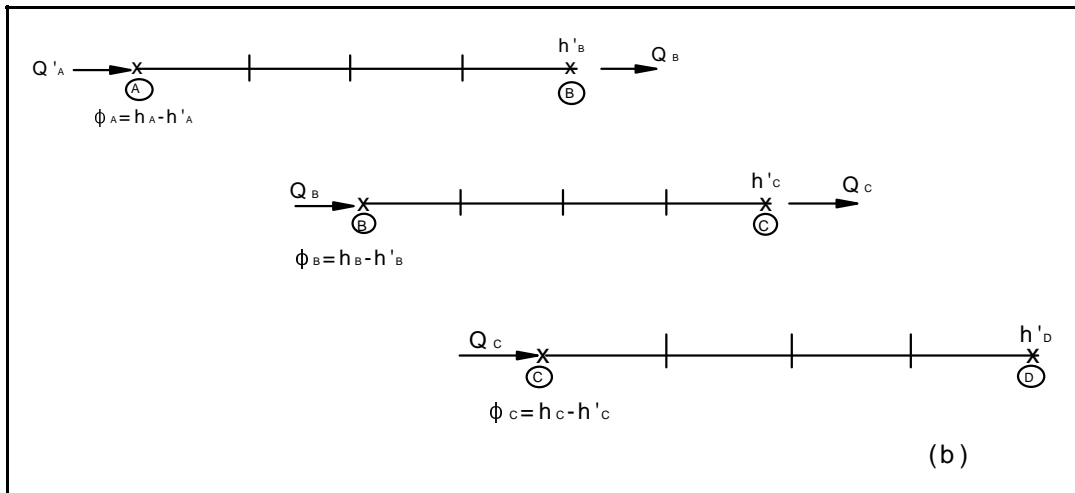 Q'A
h'B
QB
A
B
ϕA=hA-h'A
QB
h'C
QC
B
C
ϕB=hB-h'B
QC
h'D
C
D
ϕC=hC-h'C
(b)